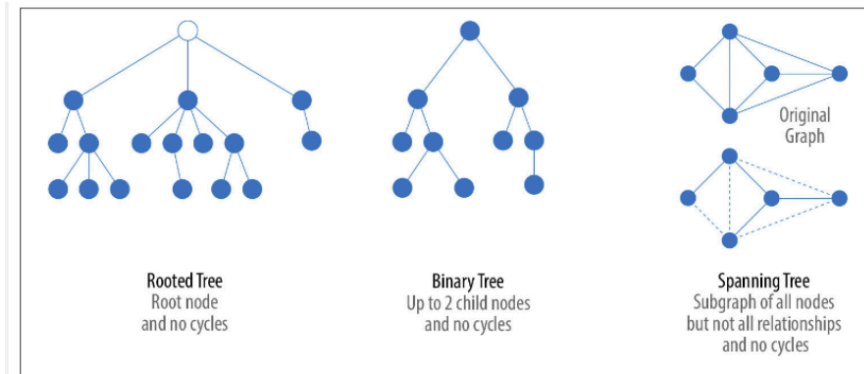 Original
Graph
Rooted Tree
Root node
and no cycles
Binary Tree
Up to 2 child nodes
and no cycles
Spanning Tree
Subgraph of all nodes
but not all relationships
and no cycles